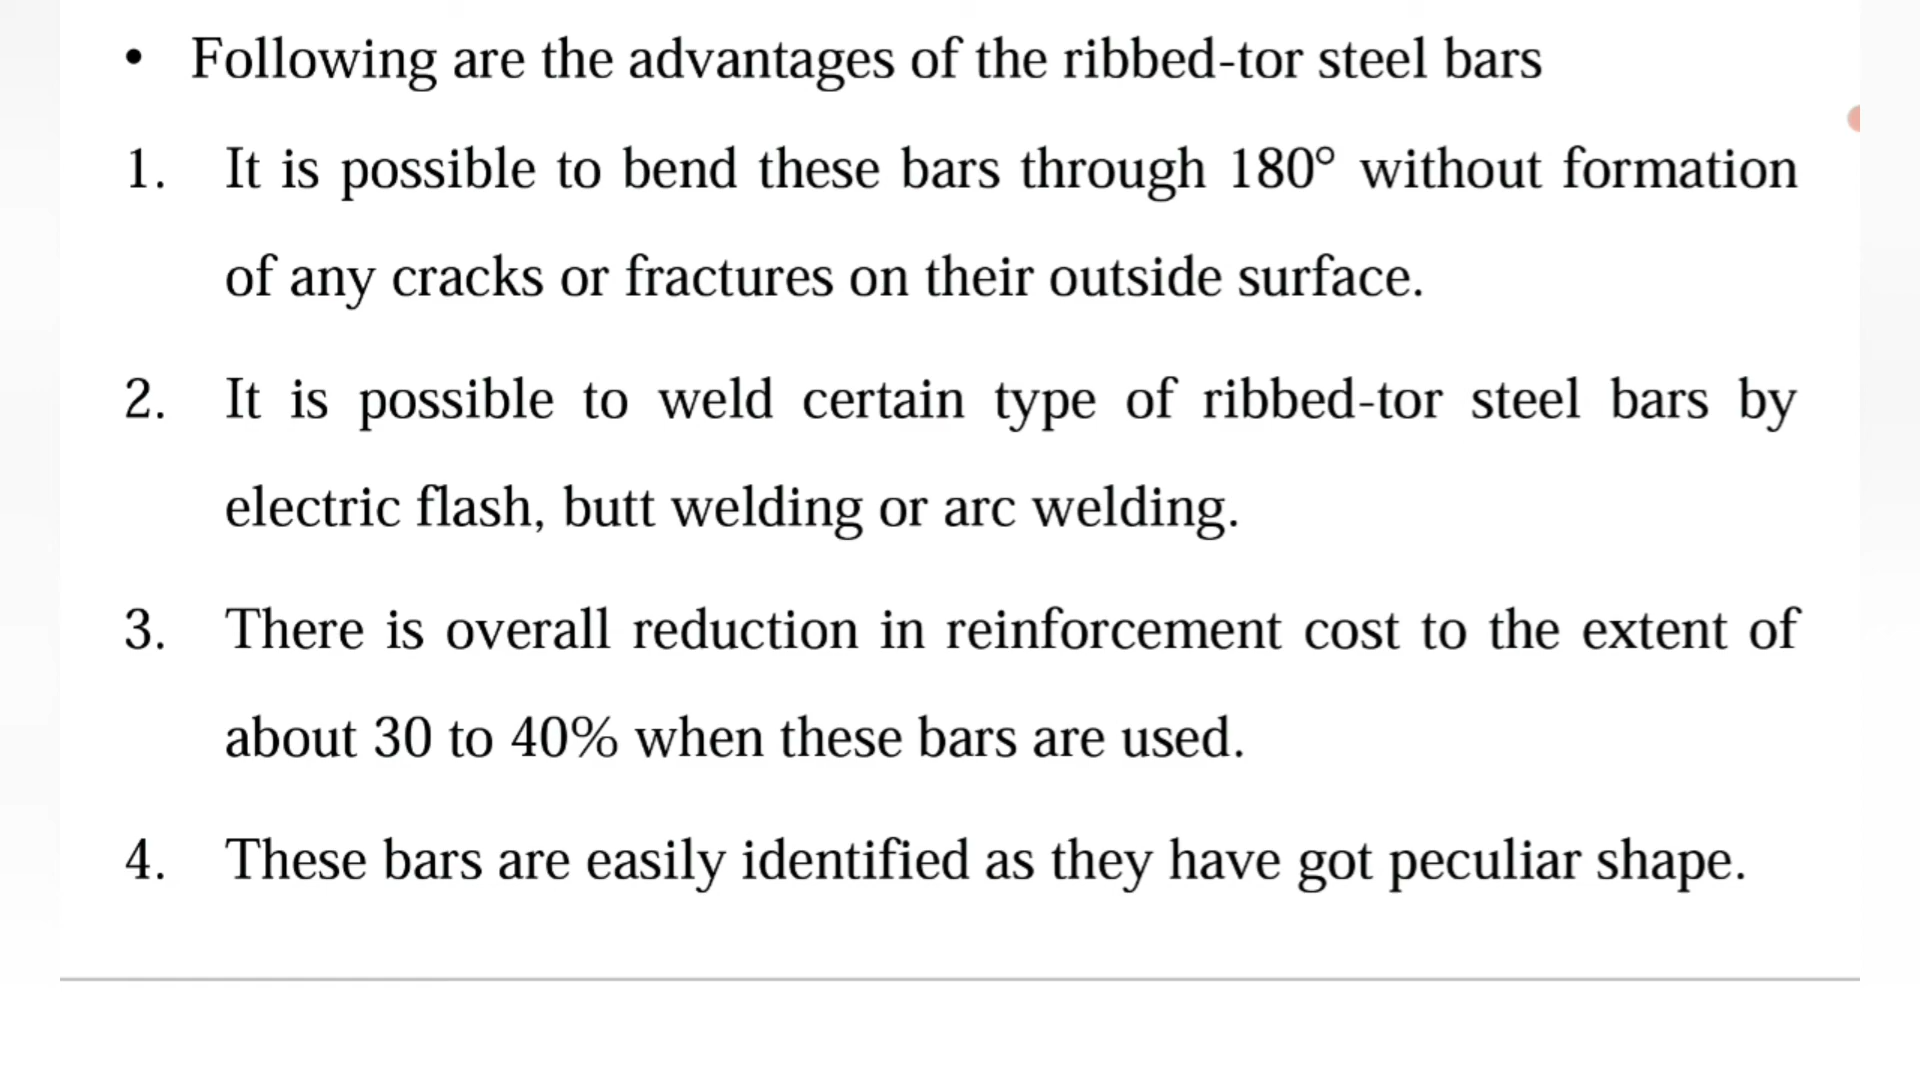 • Following are the advantages of the ribbed-tor steel bars
1. It is possible to bend these bars through 180° without formation
of any cracks or fractures on their outside surface.
2. It is possible to weld certain type of ribbed-tor steel bars by
electric flash, butt welding or arc welding.
3. There is overall reduction in reinforcement cost to the extent of
about 30 to 40% when these bars are used.
4. These bars are easily identified as they have got peculiar shape.